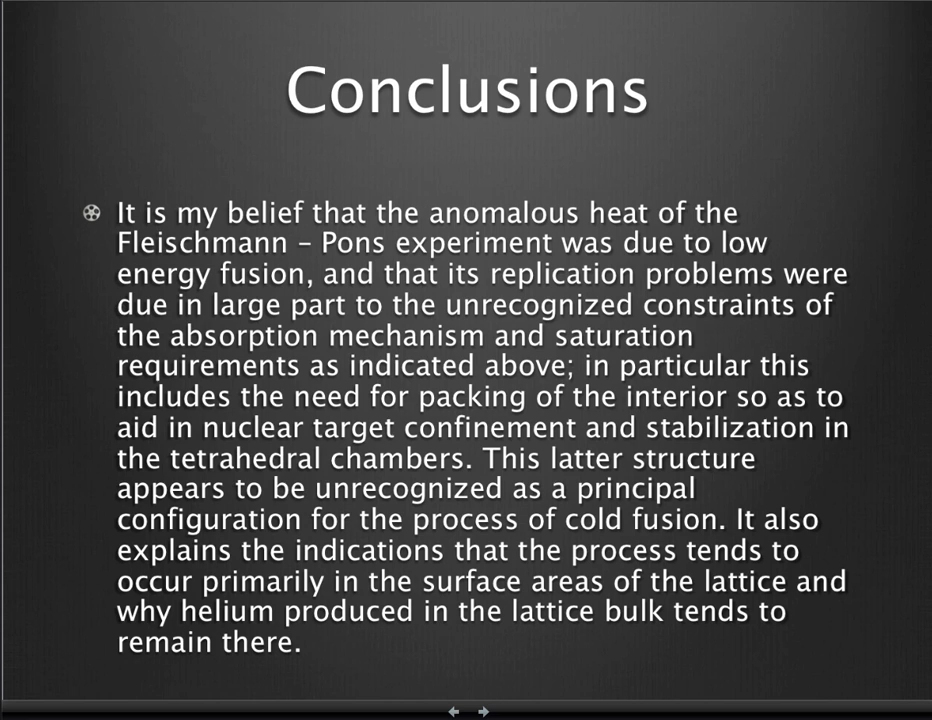 Conclusions
It is my belief that the anomalous heat of the
Fleischmann – Pons experiment was due to low
energy fusion, and that its replication problems were
due in large part to the unrecognized constraints of
the absorption mechanism and saturation
requirements as indicated above; in particular this
includes the need for packing of the interior so as to
aid in nuclear target confinement and stabilization in
the tetrahedral chambers. This latter structure
appears to be unrecognized as a principal
configuration for the process of cold fusion. It also
explains the indications that the process tends to
occur primarily in the surface areas of the lattice and
why helium produced in the lattice bulk tends to
remain there.